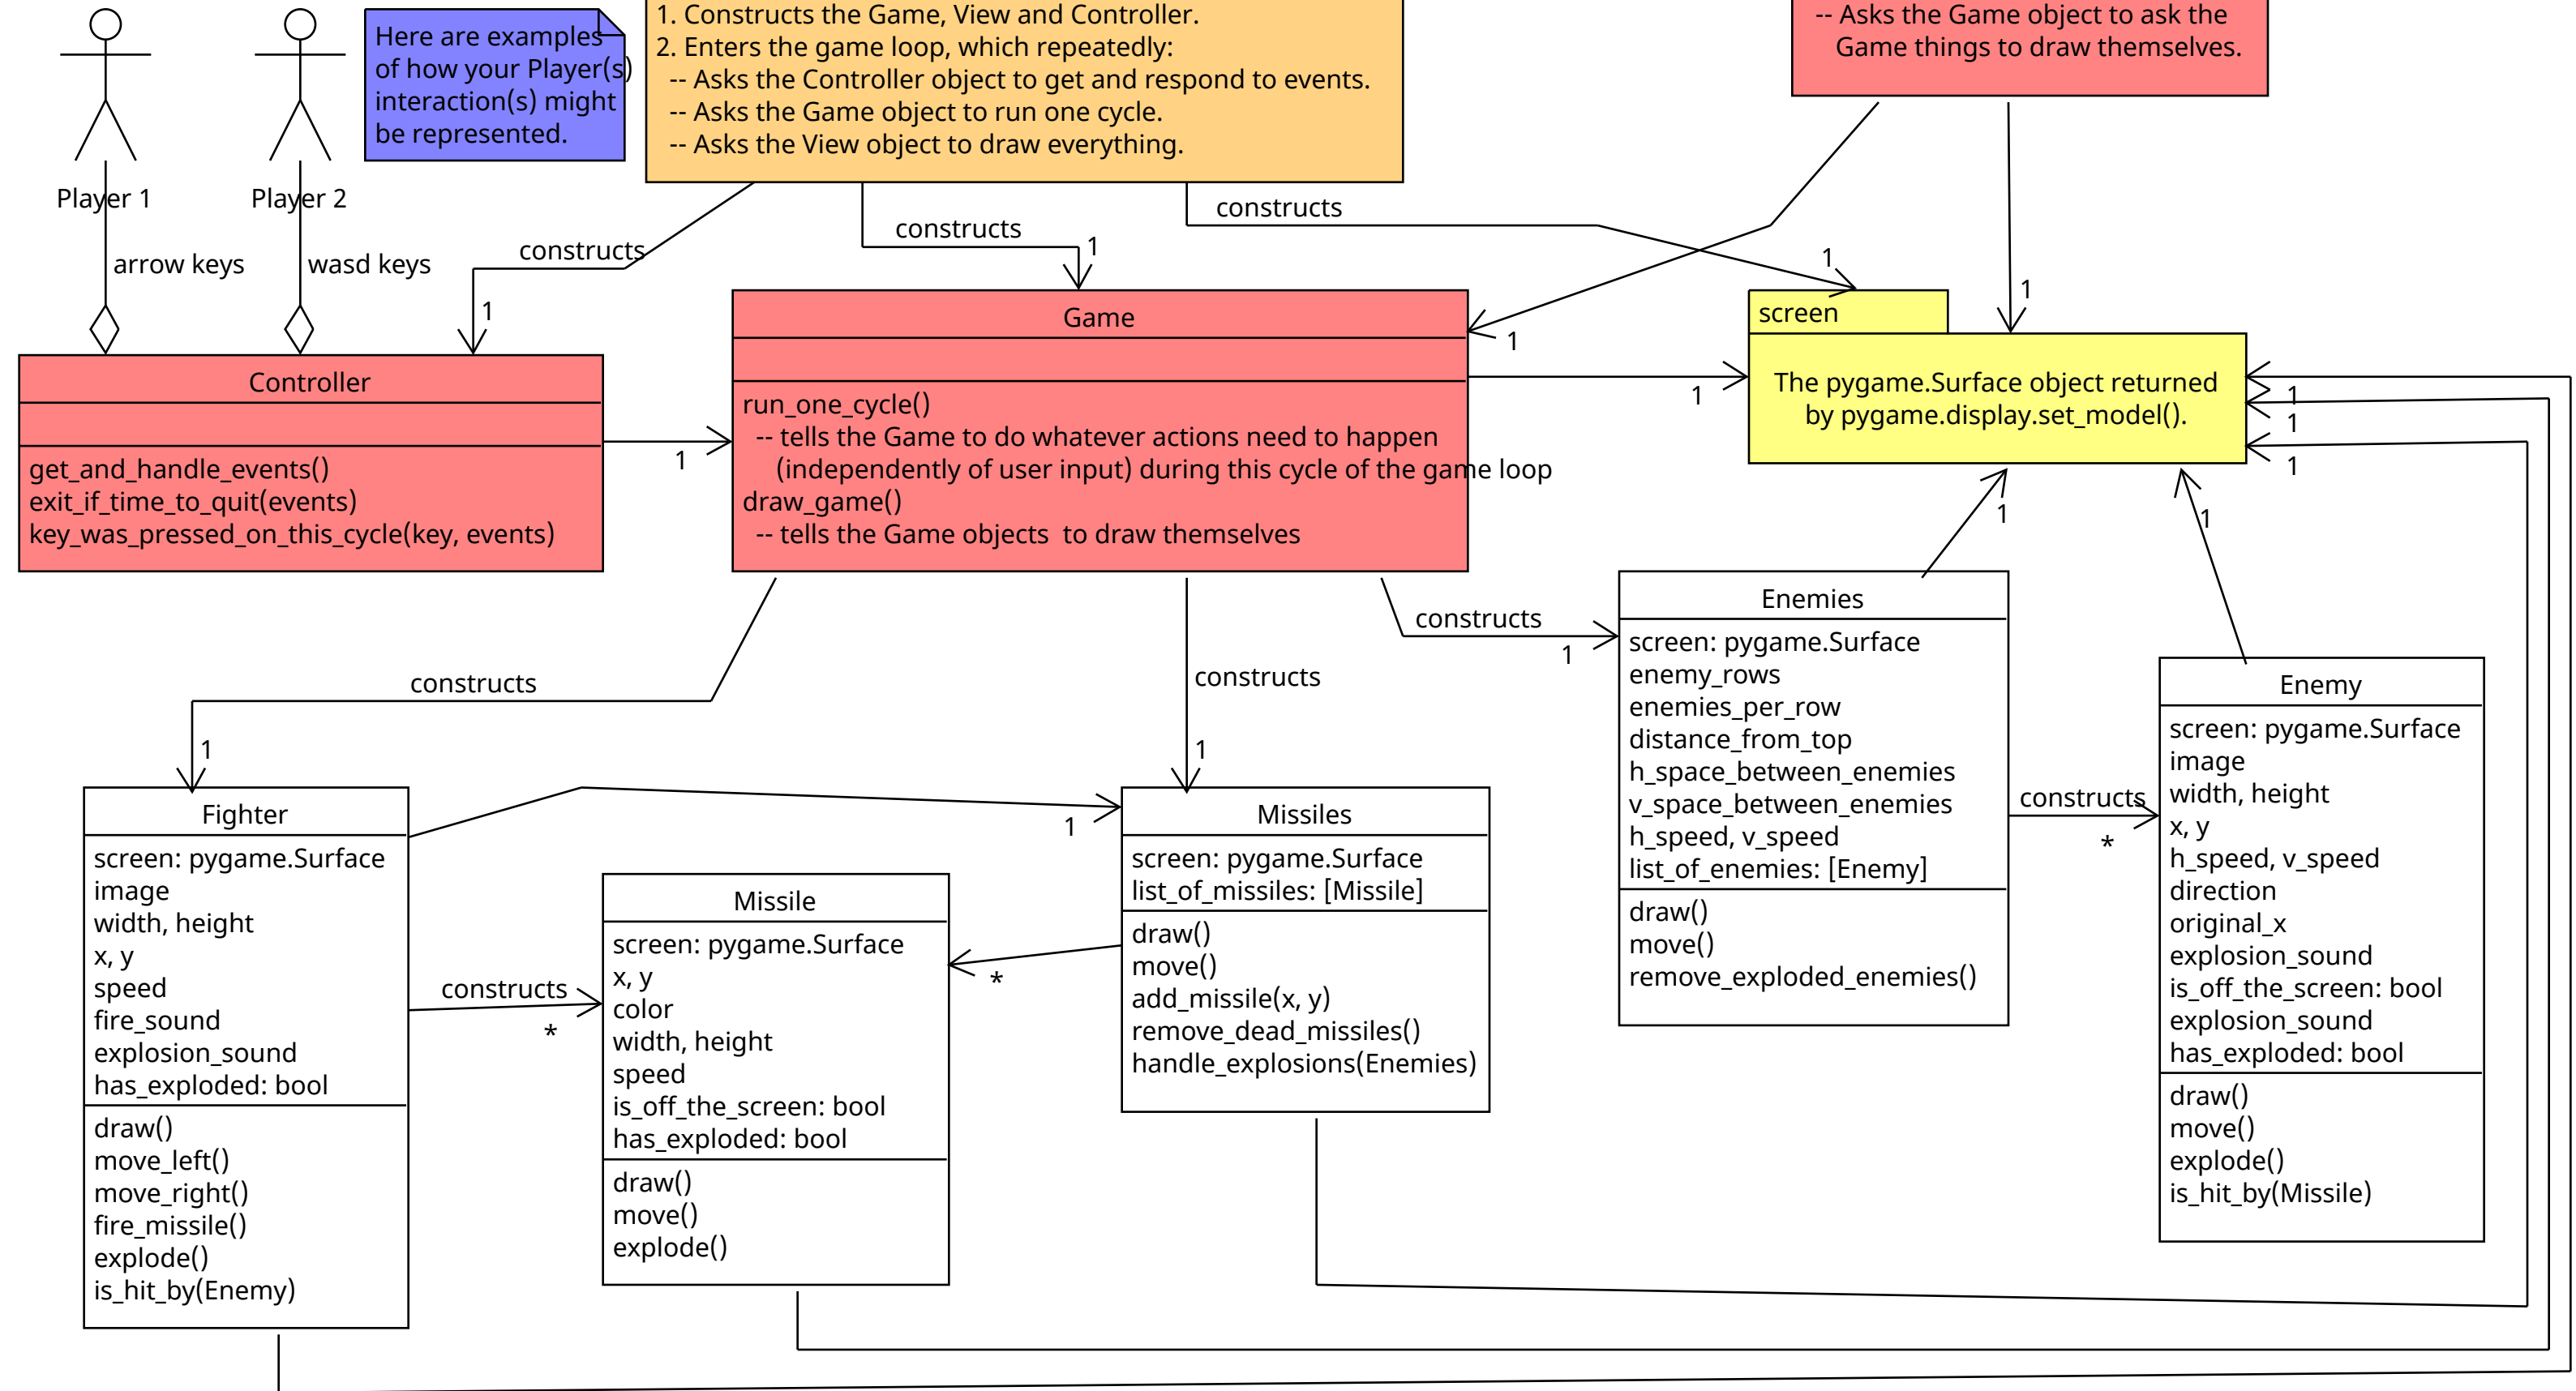 Here are examples
of how your Player(s)
interaction(s) might
be represented.
1. Constructs the Game, View and Controller.
2. Enters the game loop, which repeatedly:
-- Asks the Controller object to get and respond to events.
-- Asks the Game object to run one cycle.
-- Asks the View object to draw everything.
-- Asks the Game object to ask the
Game things to draw themselves.
Player 1
Player 2
arrow keys
wasd keys
constructs
1
constructs
1
constructs
1
1
1
Controller
get_and_handle_events()
exit_if_time_to_quit(events)
key_was_pressed_on_this_cycle(key, events)
1
Game
run_one_cycle()
-- tells the Game to do whatever actions need to happen
(independently of user input) during this cycle of the game loop
draw_game()
-- tells the Game objects  to draw themselves
1
screen
The pygame.Surface object returned
by pygame.display.set_model().
1
1
1
1
1
constructs
1
constructs
1
constructs
1
Fighter
screen: pygame.Surface
image
width, height
x, y
speed
fire_sound
explosion_sound
has_exploded: bool
draw()
move_left()
move_right()
fire_missile()
explode()
is_hit_by(Enemy)
1
constructs
*
Missile
screen: pygame.Surface
x, y
color
width, height
speed
is_off_the_screen: bool
has_exploded: bool
draw()
move()
explode()
*
Missiles
screen: pygame.Surface
list_of_missiles: [Missile]
draw()
move()
add_missile(x, y)
remove_dead_missiles()
handle_explosions(Enemies)
Enemies
screen: pygame.Surface
enemy_rows
enemies_per_row
distance_from_top
h_space_between_enemies
v_space_between_enemies
h_speed, v_speed
list_of_enemies: [Enemy]
draw()
move()
remove_exploded_enemies()
constructs
*
Enemy
screen: pygame.Surface
image
width, height
x, y
h_speed, v_speed
direction
original_x
explosion_sound
is_off_the_screen: bool
explosion_sound
has_exploded: bool
draw()
move()
explode()
is_hit_by(Missile)